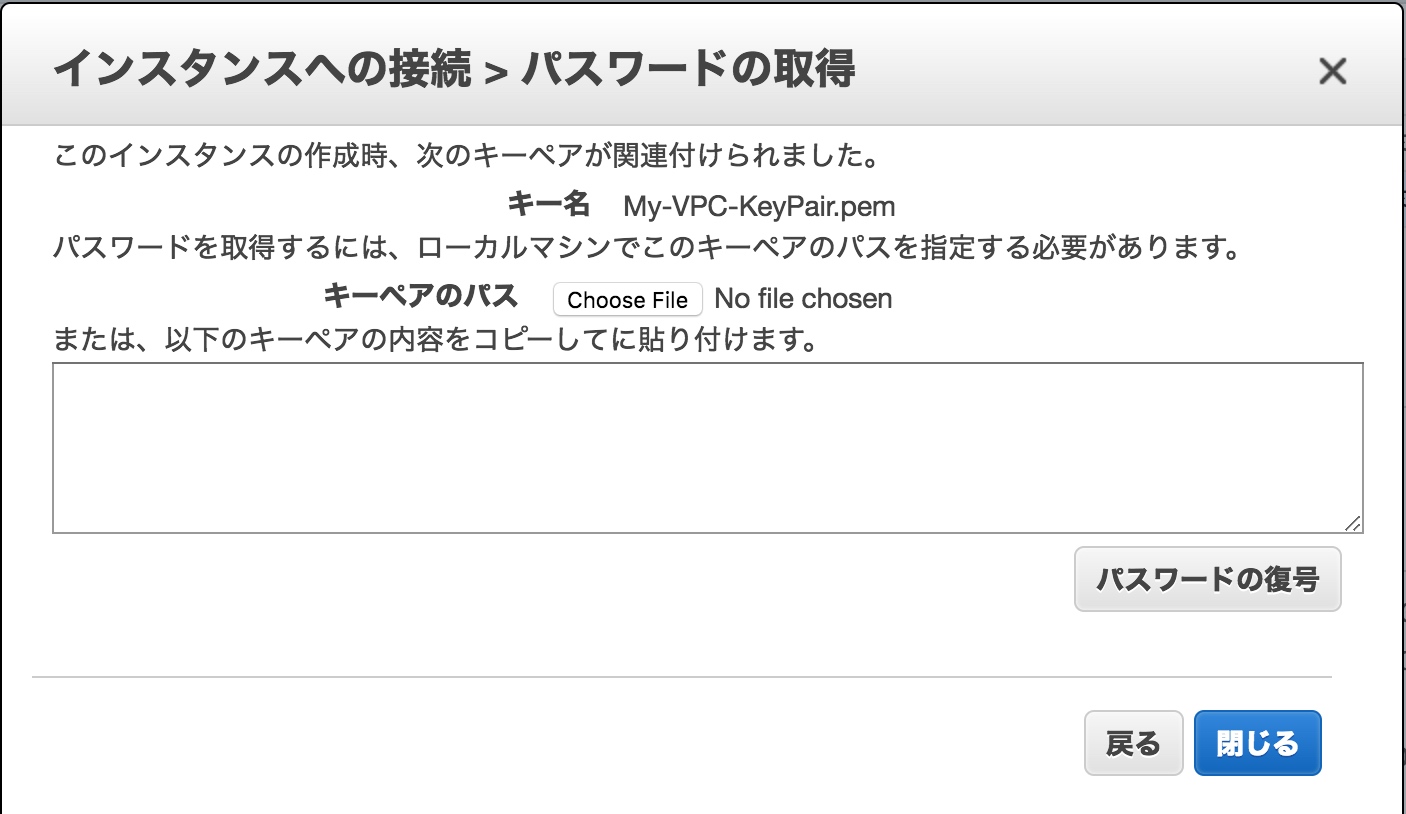 インスタンスへの接続 > パスワードの取得
このインスタンスの作成時、次のキーペアが関連付けられました。
キー名 My-VPC-KeyPair.pem
パスワードを取得するには、ローカルマシンでこのキーペアのパスを指定する必要があります。
キーペアのパス Choose File No file chosen
または、以下のキーペアの内容をコピーしてに貼り付けます。
パスワードの復号
戻る 閉じる